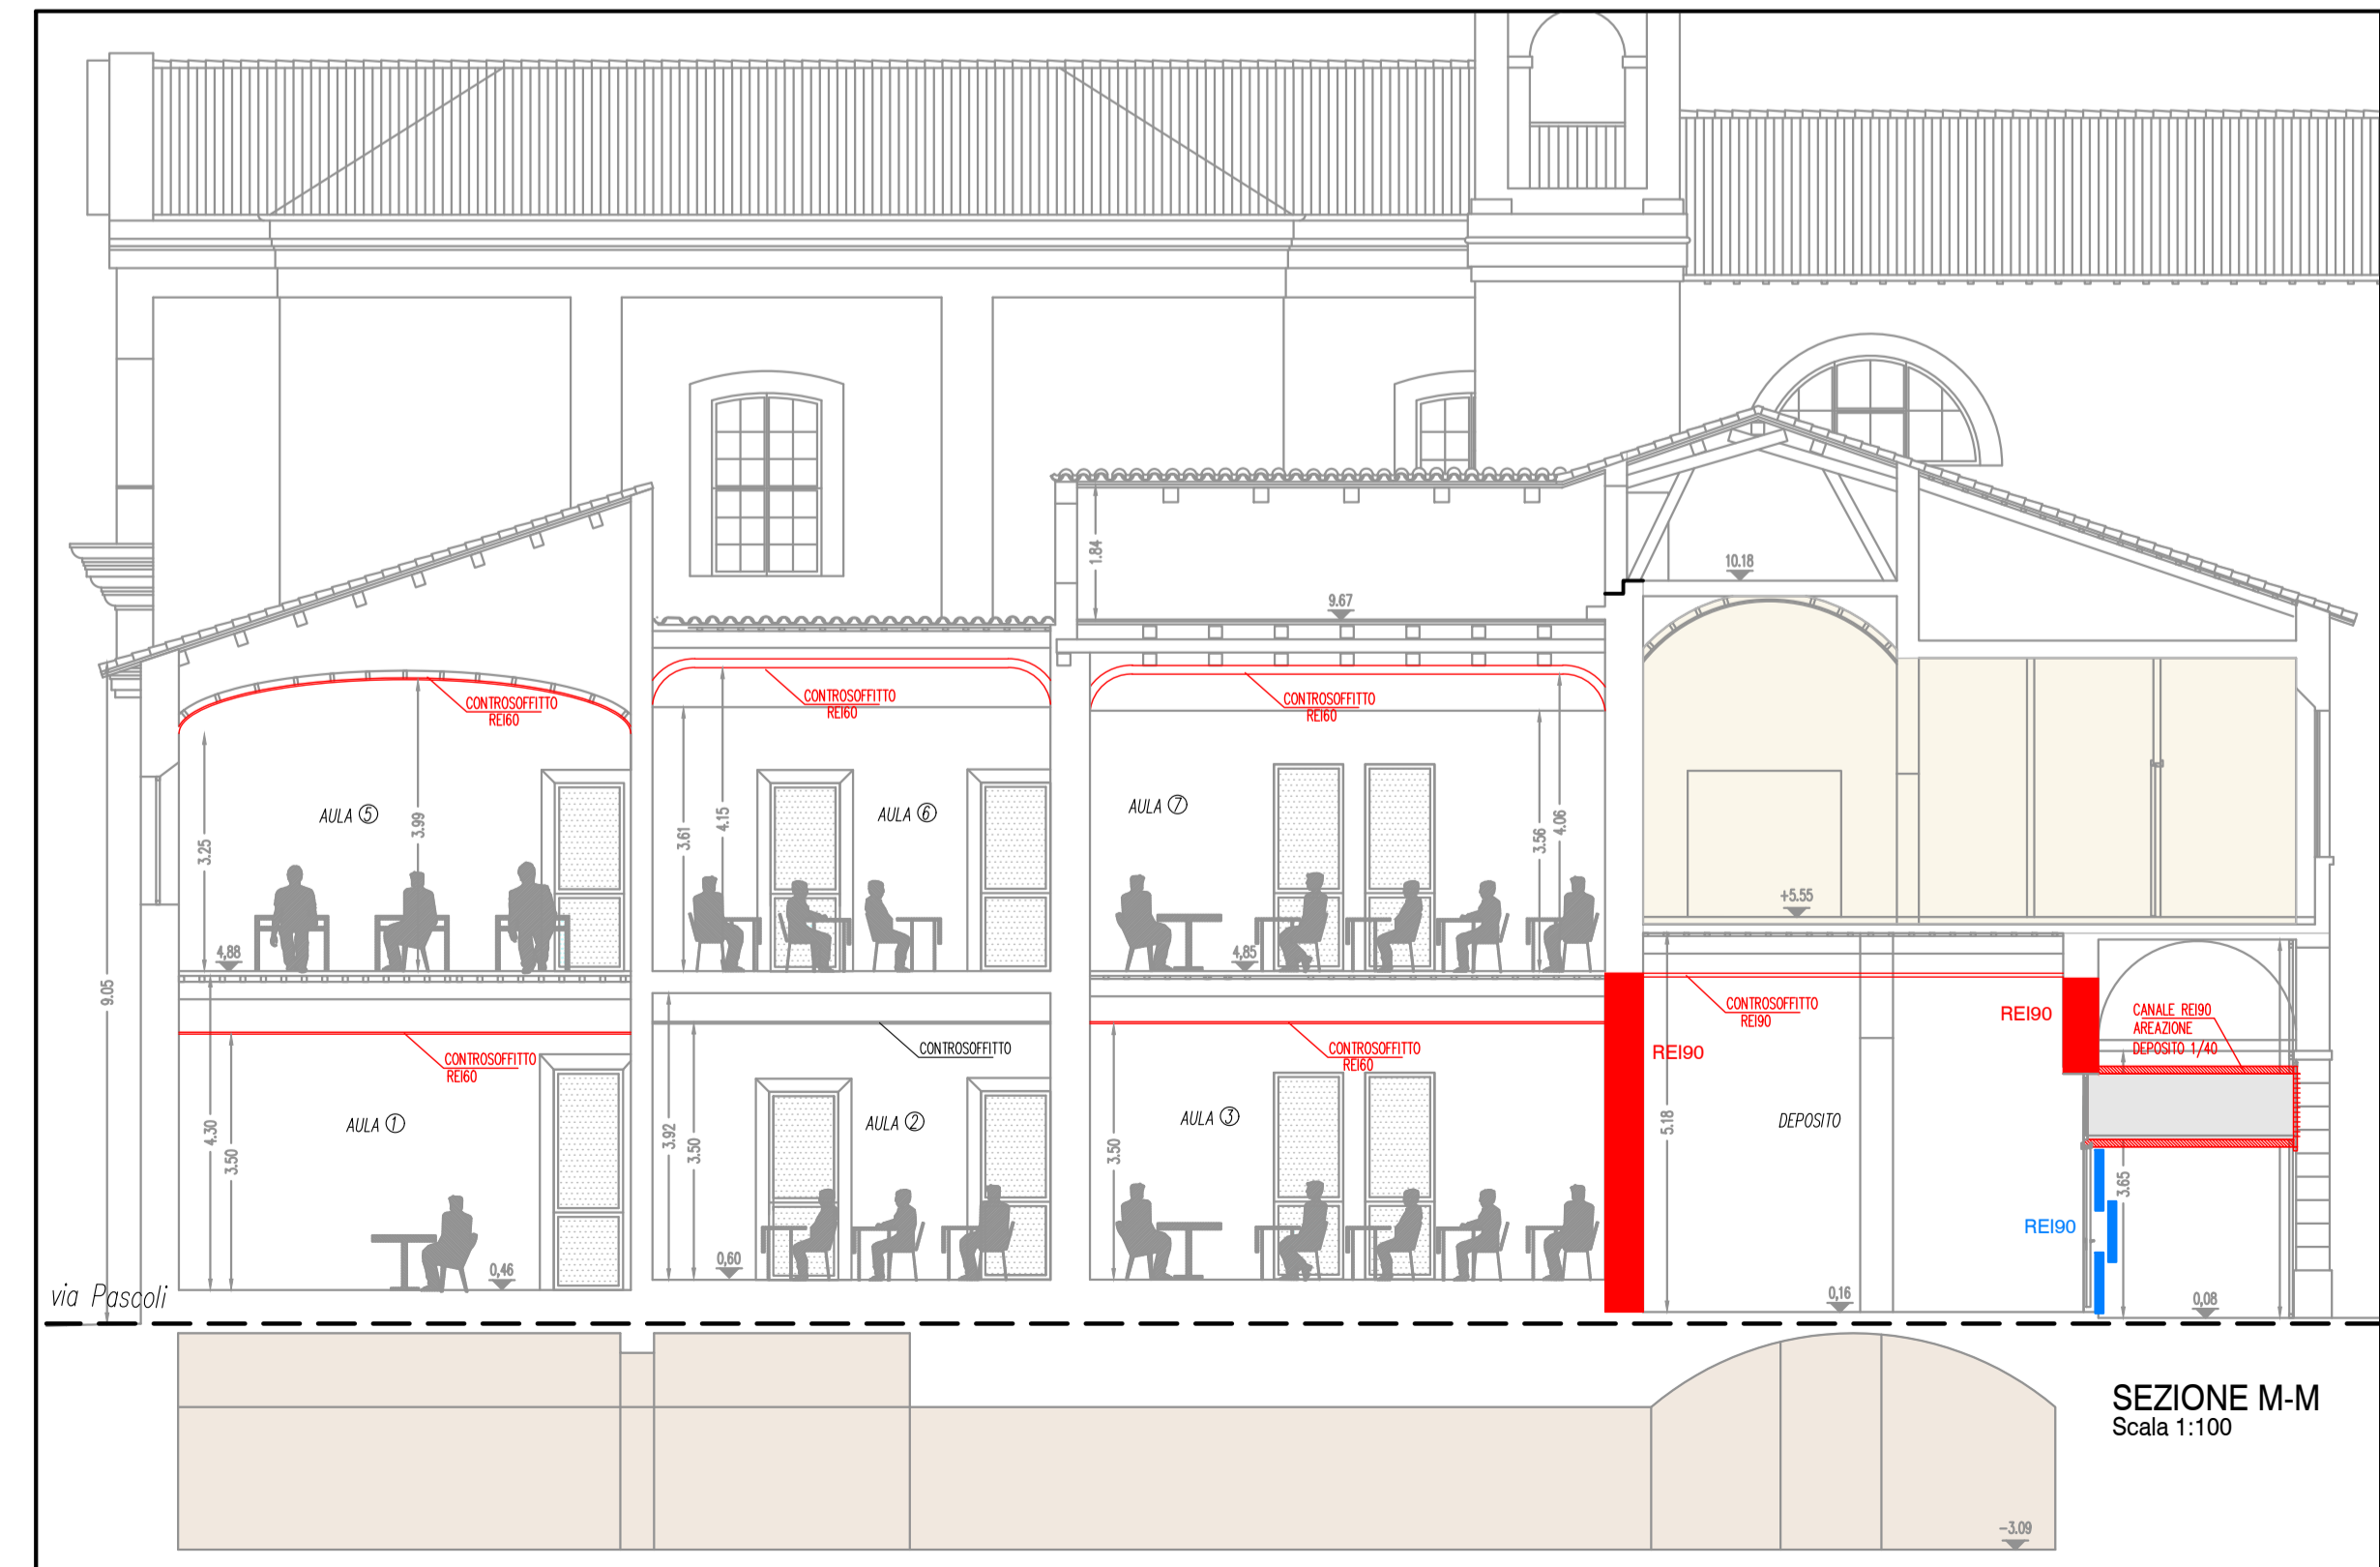 1.84
10.18
9.67
CONTROSOFFITTO
REI60
CONTROSOFFITTO
REI60
CONTROSOFFITTO
REI60
AULA 5
AULA 6
AULA 7
3.25
3.99
3.61
4.15
3.56
4.06
+5.55
4,88
4,85
9.05
CONTROSOFFITTO
REI60
CONTROSOFFITTO
CONTROSOFFITTO
REI60
REI90
CONTROSOFFITTO
REI90
REI90
CANALE REI90
AREAZIONE
DEPOSITO 1/40
AULA 1
AULA 2
AULA 3
DEPOSITO
4.30
3.50
3.92
3.50
3.50
5.18
3.65
REI90
0,46
0,60
0,16
0,08
via Pascoli
SEZIONE M-M
Scala 1:100
-3.09